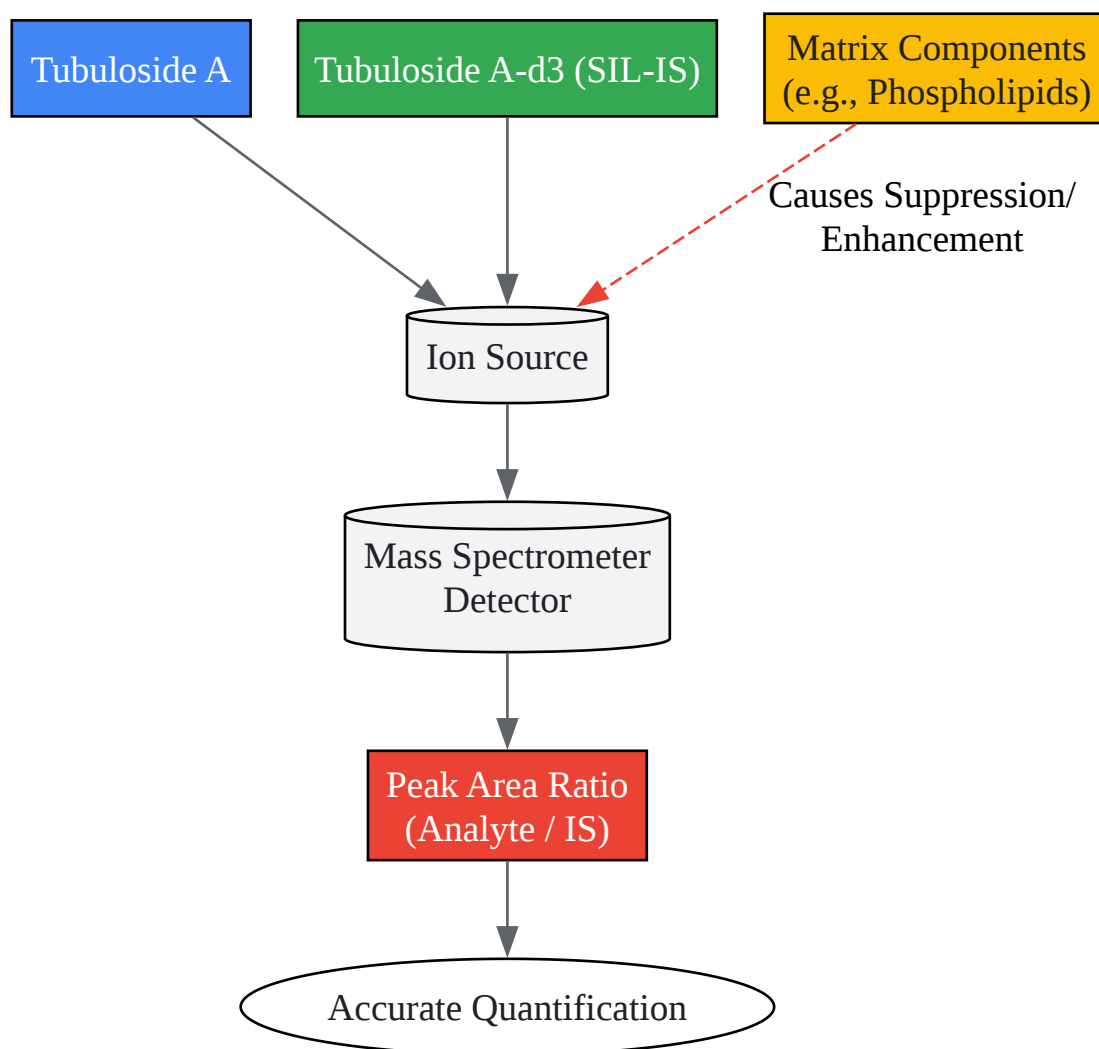 Tubuloside A
Tubuloside A-d3 (SIL-IS)
Matrix Components
(e.g., Phospholipids)
Causes Suppression/
Enhancement
Ion Source
Mass Spectrometer
Detector
Peak Area Ratio
(Analyte / IS)
Accurate Quantification